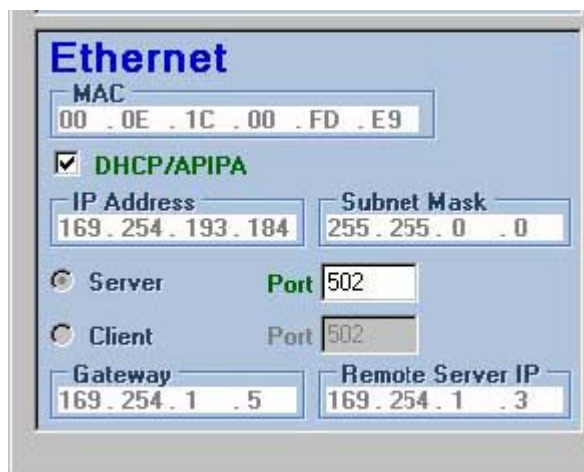 Ethernet
MAC
00 . 0E . 1C . 00 . FD . E9
DHCP/APIPA
IP Address Subnet Mask
169 . 254 . 193 . 184 255 . 255 . 0 . 0
Server Port 502
Client Port 502
Gateway Remote Server IP
169 . 254 . 1 . 5 169 . 254 . 1 . 3